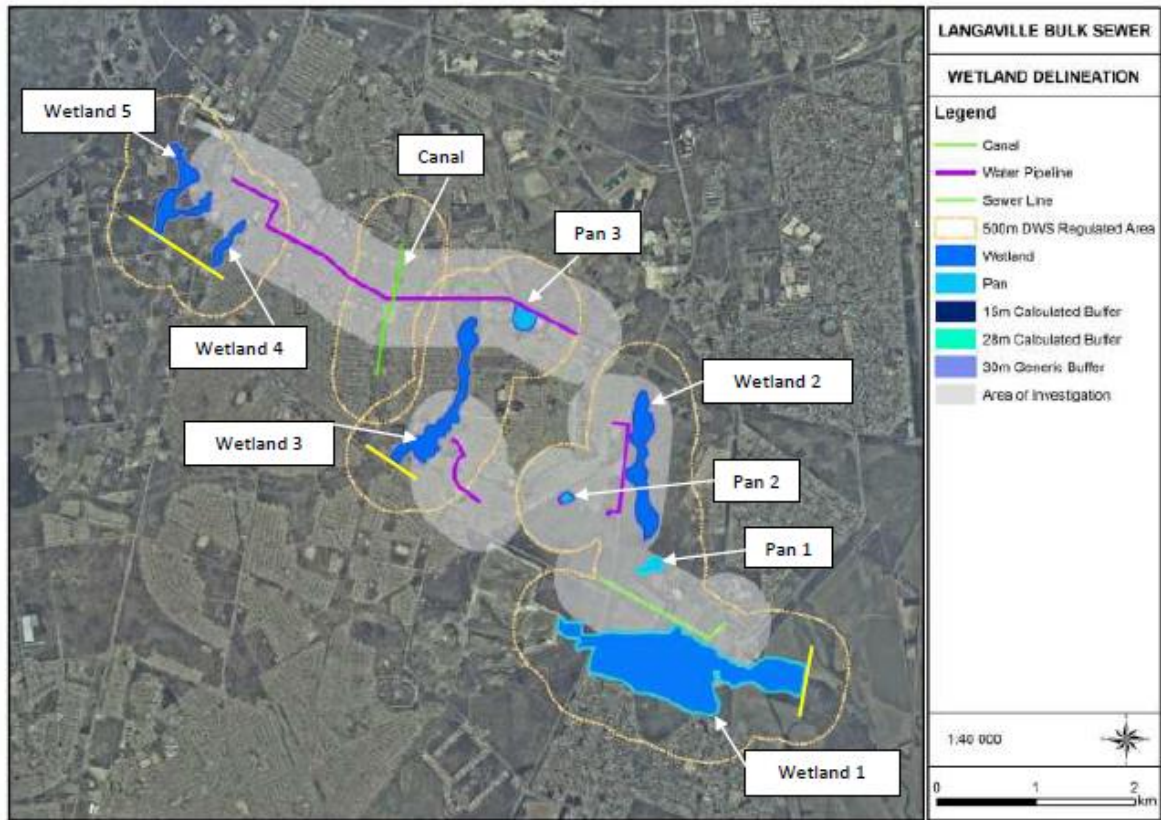 Wetland 5
Canal
Pan 3
Wetland 4
Wetland 2
Wetland 3
Pan 2
Pan 1
Wetland 1
LANGAVILLE BULK SEWER
WETLAND DELINEATION
Legend
Canal
Water Pipeline
Sewer Line
500m DWS Regulated Area
Wetland
Pan
15m Calculated Buffer
28m Calculated Buffer
30m Generic Buffer
Area of Investigation
1:40 000
0 1 2
km